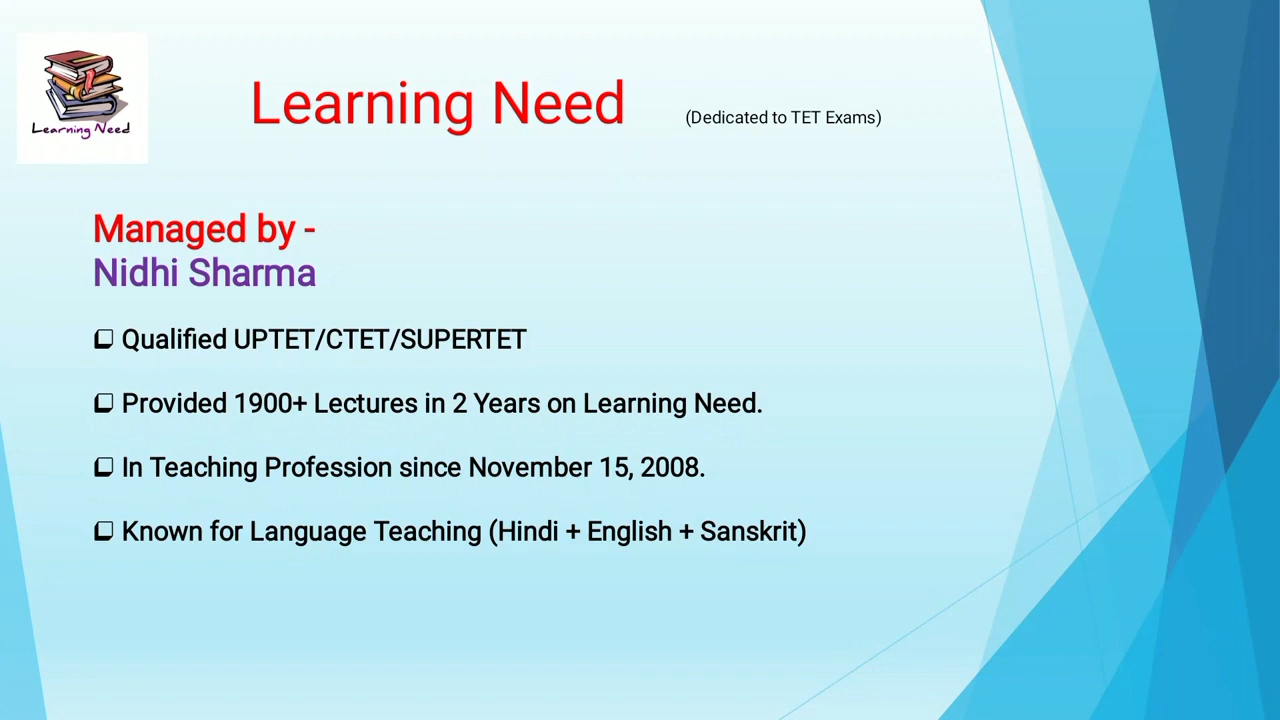 Learning Need
Learning Need (Dedicated to TET Exams)
Managed by -
Nidhi Sharma
Qualified UPTET/CTET/SUPERTET
Provided 1900+ Lectures in 2 Years on Learning Need.
In Teaching Profession since November 15, 2008.
Known for Language Teaching (Hindi + English + Sanskrit)